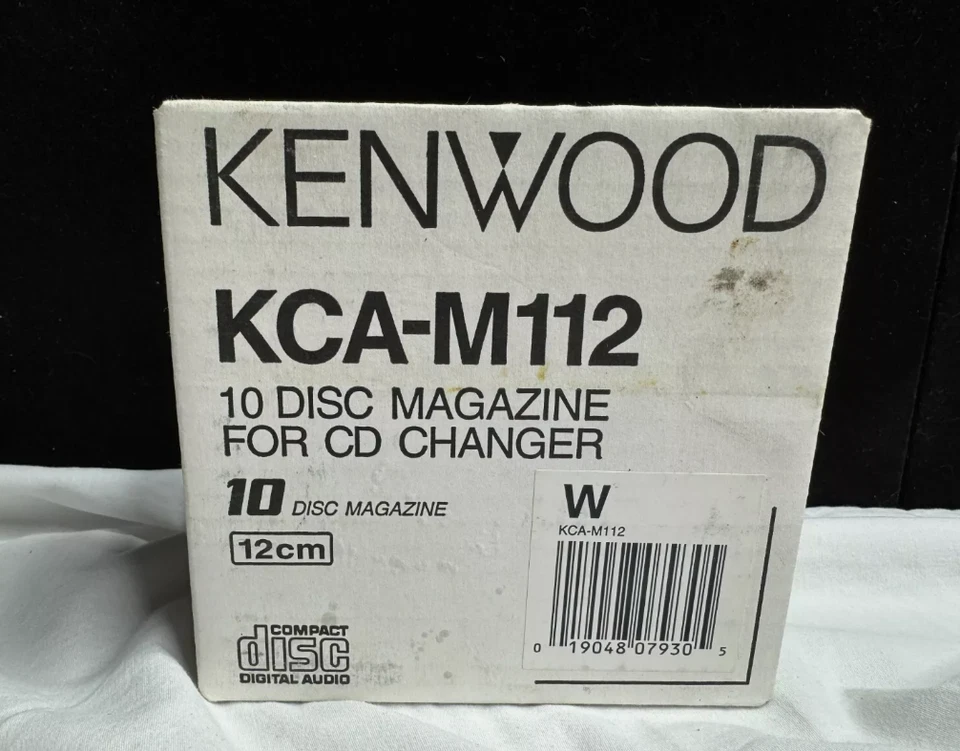 KENWOOD
KCA-M112
10 DISC MAGAZINE
FOR CD CHANGER
10 DISC MAGAZINE
12cm
W
KCA-M112
0 19048 07930 5
COMPACT
disc
DIGITAL AUDIO